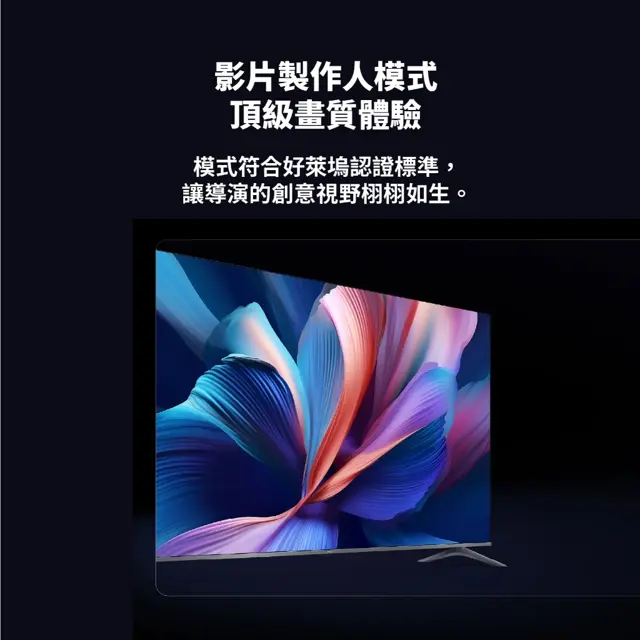 影片製作人模式
頂級畫質體驗
模式符合好萊塢認證標準，
讓導演的創意視野栩栩如生。